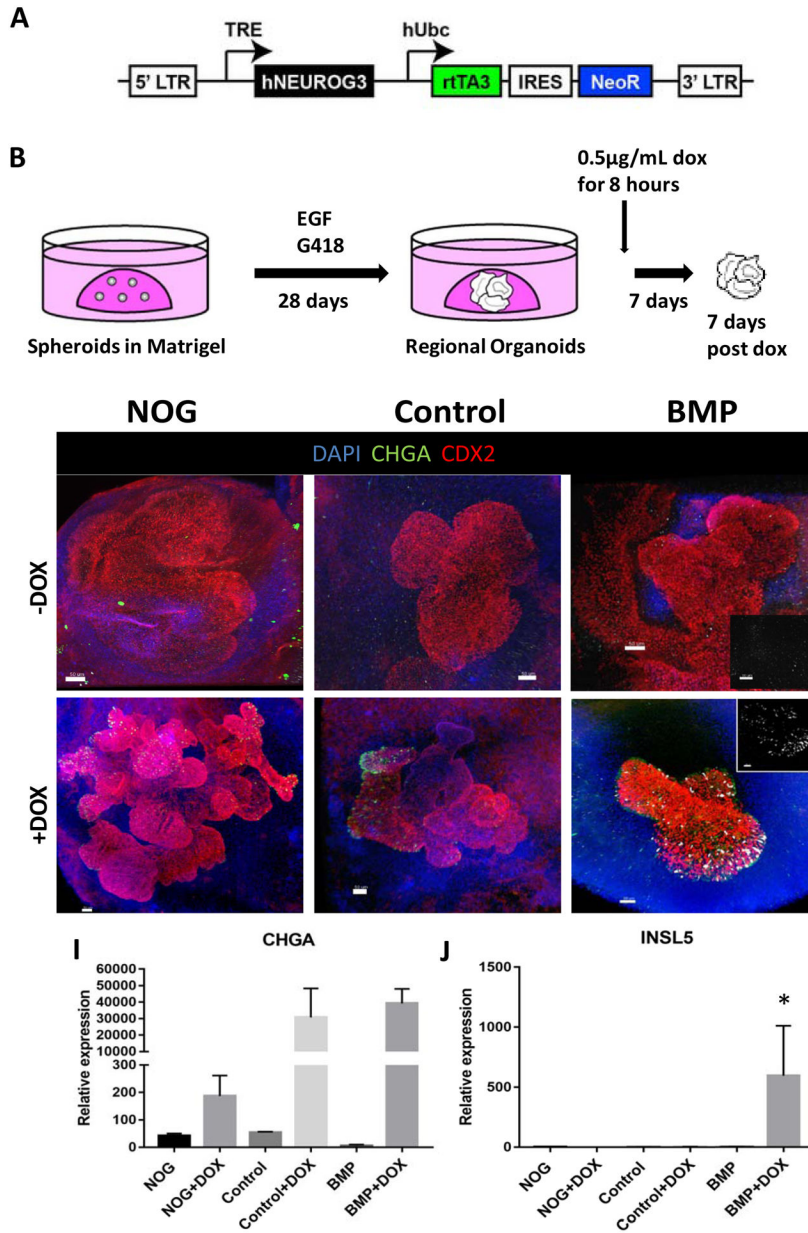 A
TRE
hUbc
5' LTR
hNEUROG3
rtTA3
IRES
NeoR
3' LTR
B
0.5µg/mL dox
for 8 hours
EGF
G418
28 days
7 days
Spheroids in Matrigel
Regional Organoids
7 days
post dox
NOG
Control
BMP
DAPI CHGA CDX2
-DOX
50 µm
+DOX
I
CHGA
Relative expression
60000
50000
40000
30000
20000
10000
300
200
100
0
NOG
NOG+DOX
Control
Control+DOX
BMP
BMP+DOX
J
INSL5
Relative expression
1500
1000
500
0
*
NOG
NOG+DOX
Control
Control+DOX
BMP
BMP+DOX